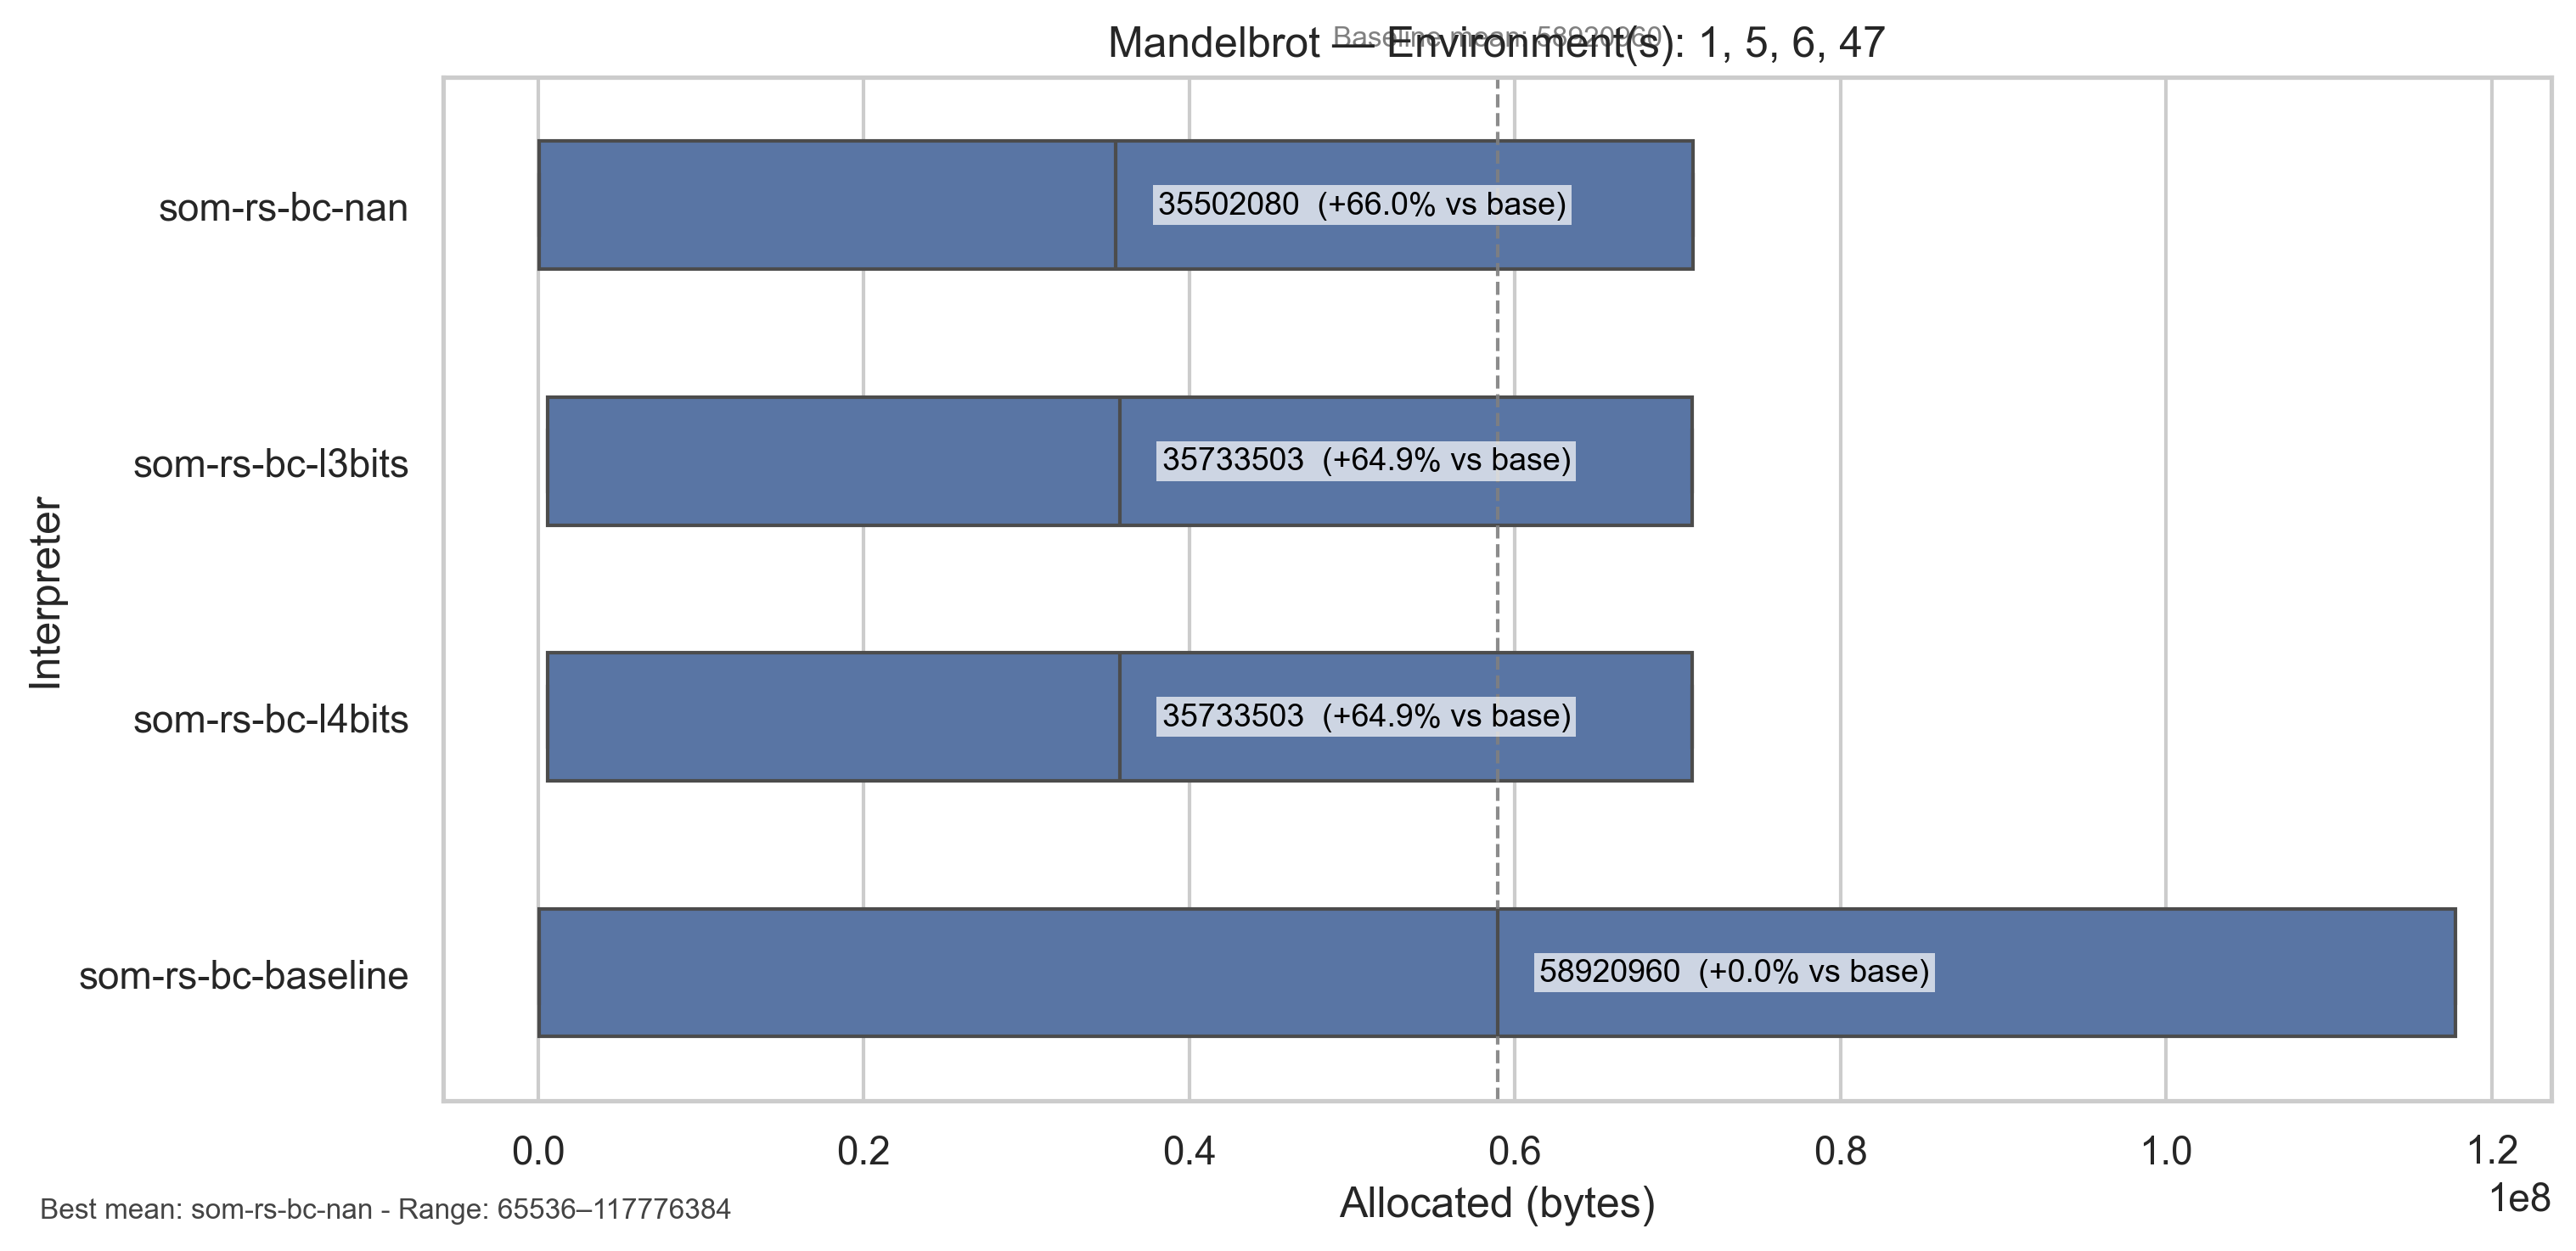 Baseline mean: 58920960
Mandelbrot — Environment(s): 1, 5, 6, 47
som-rs-bc-nan
35502080 (+66.0% vs base)
som-rs-bc-l3bits
35733503 (+64.9% vs base)
Interpreter
som-rs-bc-l4bits
35733503 (+64.9% vs base)
som-rs-bc-baseline
58920960 (+0.0% vs base)
0.0 0.2 0.4 0.6 0.8 1.0 1.2
1e8
Allocated (bytes)
Best mean: som-rs-bc-nan - Range: 65536–117776384